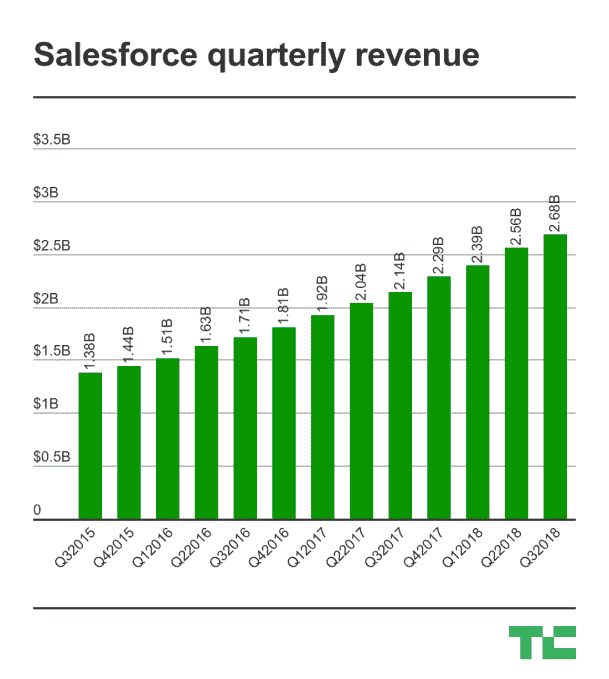 Salesforce quarterly revenue
$3.5B
$3B
$2.5B
$2B
$1.5B
$1B
$0.5B
0
1.38B
1.44B
1.51B
1.63B
1.71B
1.81B
1.92B
2.04B
2.14B
2.29B
2.39B
2.56B
2.68B
Q32015
Q42015
Q12016
Q22016
Q32016
Q42016
Q12017
Q22017
Q32017
Q42017
Q12018
Q22018
Q32018
TC